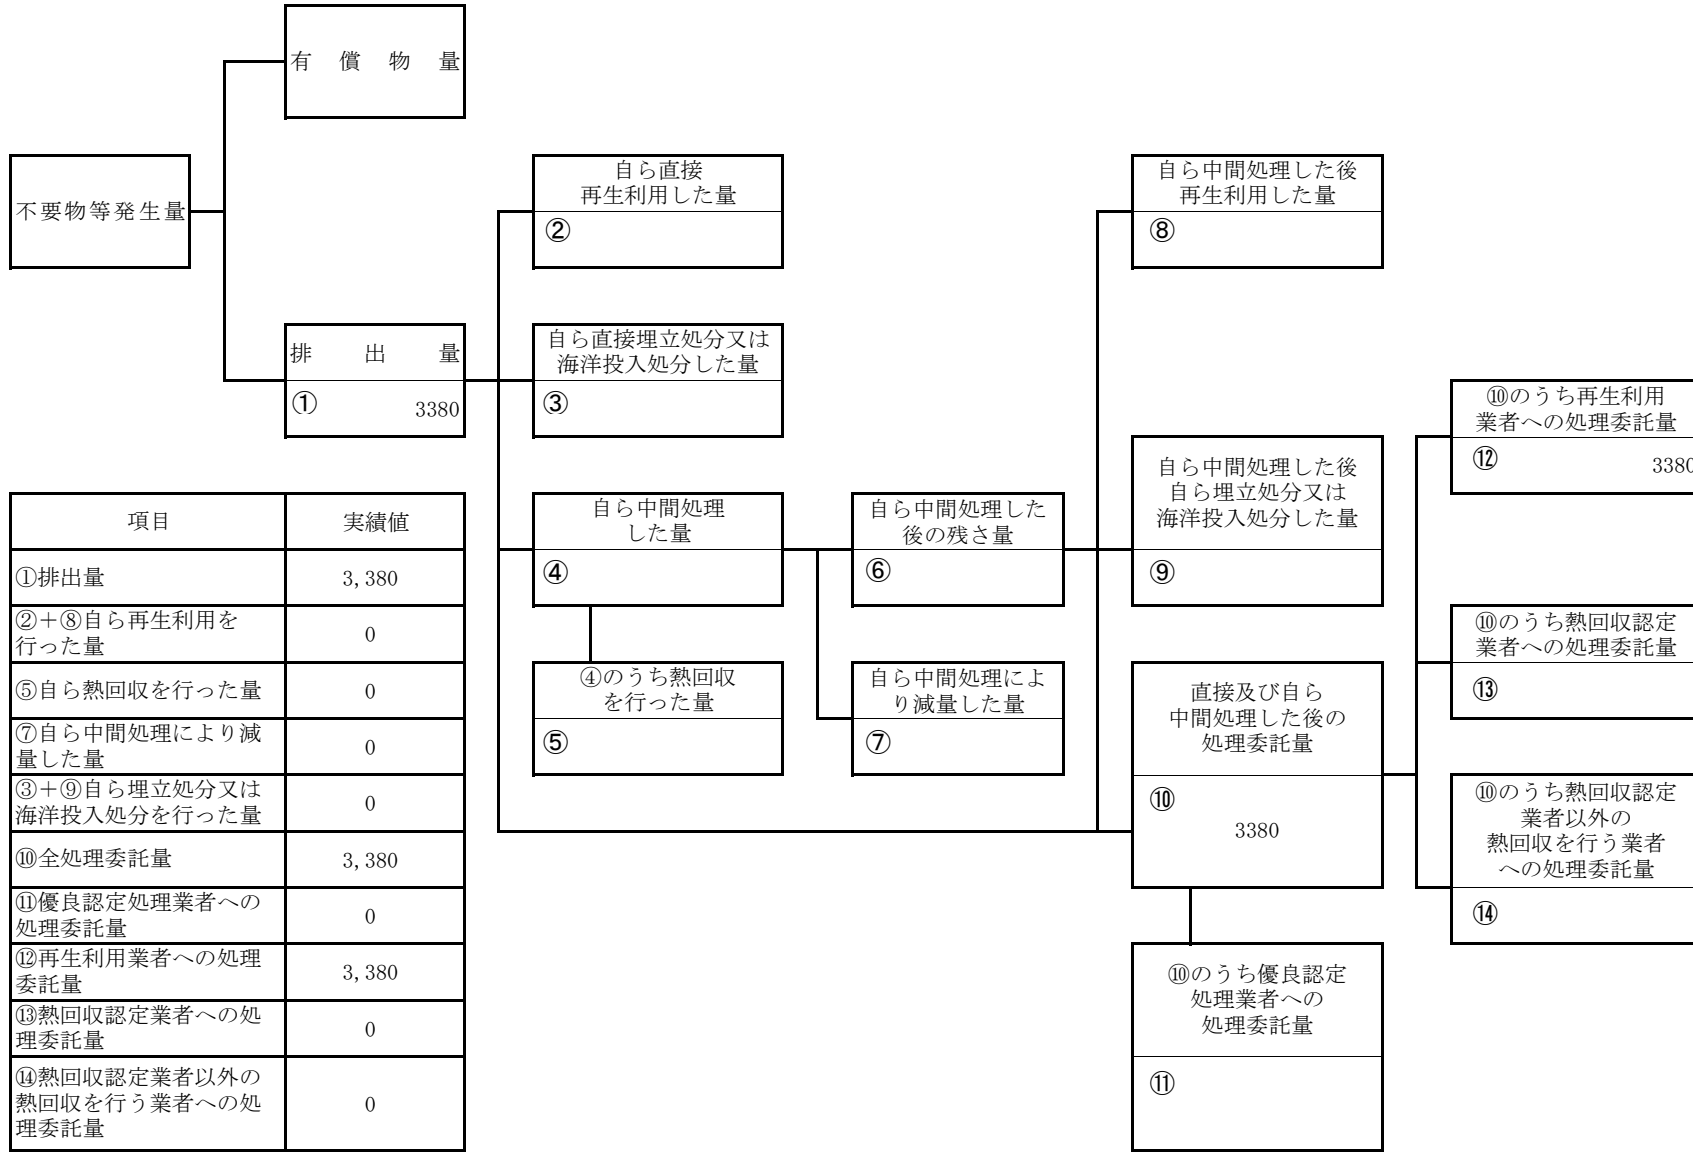 有償物量
不要物等発生量
排出量
①
3380
自ら直接
再生利用した量
②
自ら直接埋立処分又は
海洋投入処分した量
③
自ら中間処理
した量
④
④のうち熱回収
を行った量
⑤
自ら中間処理した
後の残さ量
⑥
自ら中間処理によ
り減量した量
⑦
自ら中間処理した後
再生利用した量
⑧
自ら中間処理した後
自ら埋立処分又は
海洋投入処分した量
⑨
直接及び自ら
中間処理した後の
処理委託量
⑩
3380
⑩のうち優良認定
処理業者への
処理委託量
⑪
⑩のうち再生利用
業者への処理委託量
⑫
3380
⑩のうち熱回収認定
業者への処理委託量
⑬
⑩のうち熱回収認定
業者以外の
熱回収を行う業者
への処理委託量
⑭
項目 実績値
①排出量 3,380
②+⑧自ら再生利用を
行った量 0
⑤自ら熱回収を行った量 0
⑦自ら中間処理により減
量した量 0
③+⑨自ら埋立処分又は
海洋投入処分を行った量 0
⑩全処理委託量 3,380
⑪優良認定処理業者への
処理委託量 0
⑫再生利用業者への処理
委託量 3,380
⑬熱回収認定業者への処
理委託量 0
⑭熱回収認定業者以外の
熱回収を行う業者への処
理委託量 0